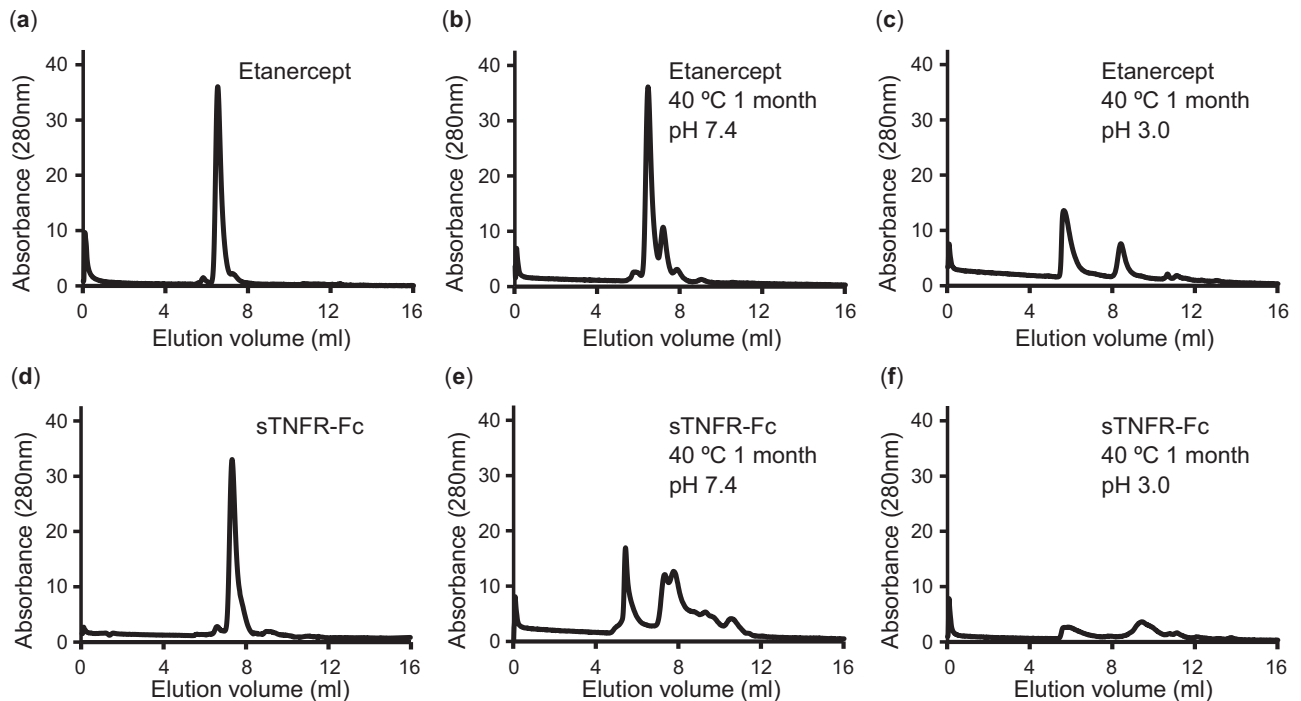 (a)
Etanercept
Absorbance (280nm)
40
30
20
10
0
0 4 8 12 16
Elution volume (ml)
(b)
Etanercept
40 ºC 1 month
pH 7.4
Absorbance (280nm)
40
30
20
10
0
0 4 8 12 16
Elution volume (ml)
(c)
Etanercept
40 ºC 1 month
pH 3.0
Absorbance (280nm)
40
30
20
10
0
0 4 8 12 16
Elution volume (ml)
(d)
sTNFR-Fc
Absorbance (280nm)
40
30
20
10
0
0 4 8 12 16
Elution volume (ml)
(e)
sTNFR-Fc
40 ºC 1 month
pH 7.4
Absorbance (280nm)
40
30
20
10
0
0 4 8 12 16
Elution volume (ml)
(f)
sTNFR-Fc
40 ºC 1 month
pH 3.0
Absorbance (280nm)
40
30
20
10
0
0 4 8 12 16
Elution volume (ml)